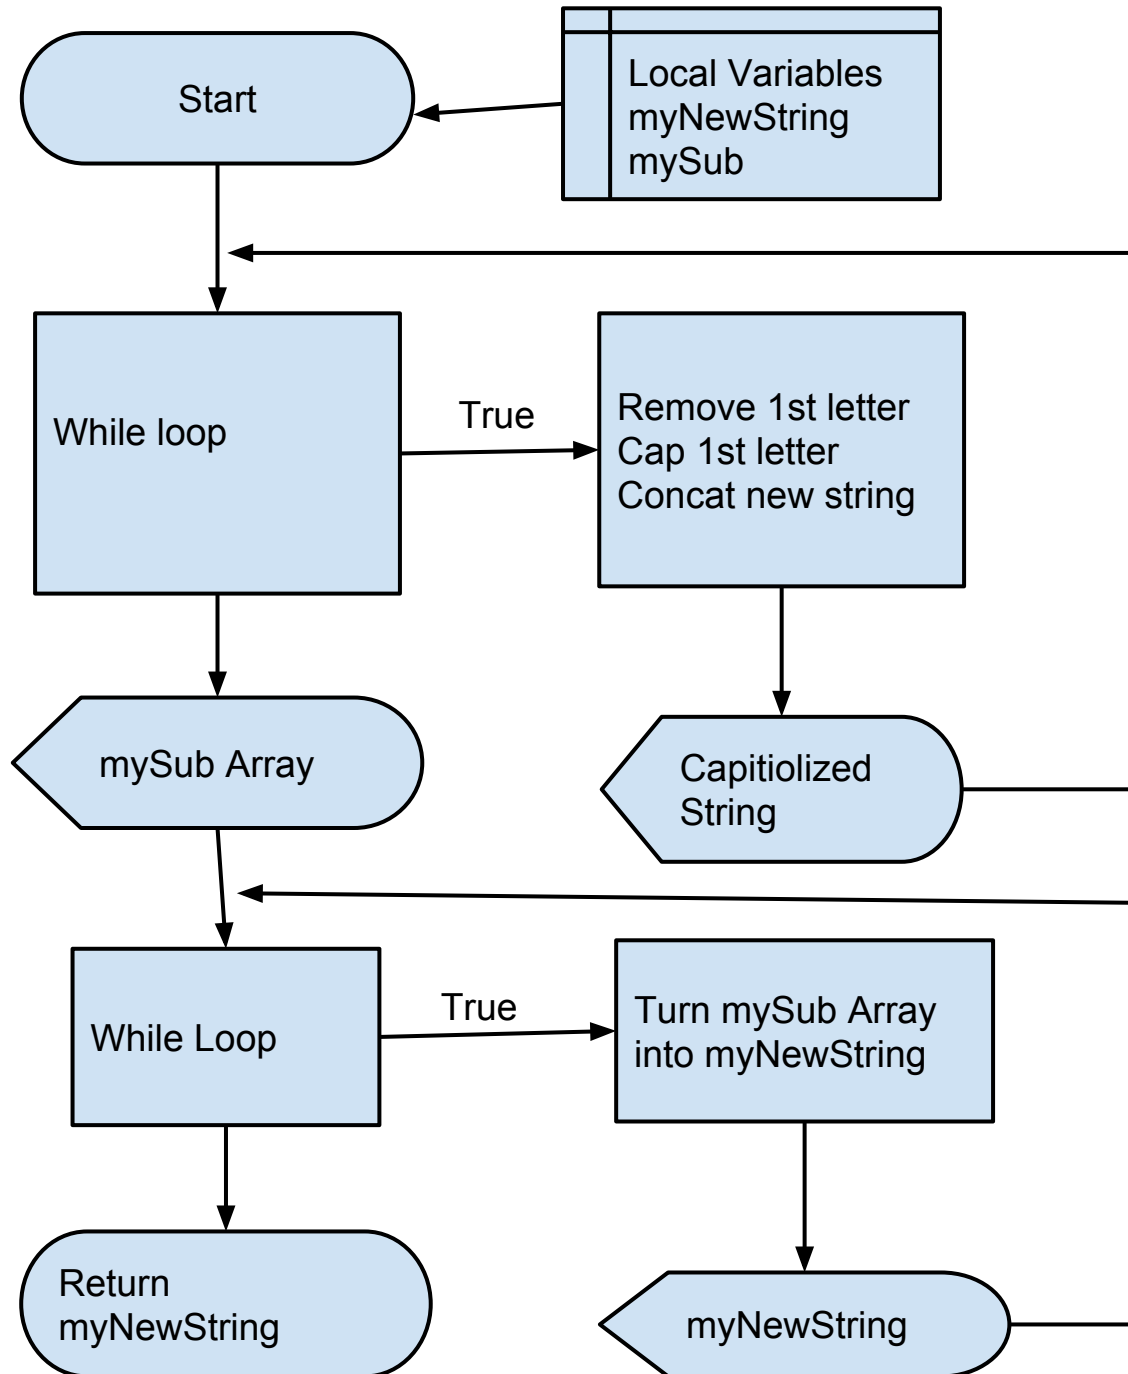 Start
Local Variables
myNewString
mySub
While loop
True
Remove 1st letter
Cap 1st letter
Concat new string
mySub Array
Capitiolized
String
While Loop
True
Turn mySub Array
into myNewString
Return
myNewString
myNewString